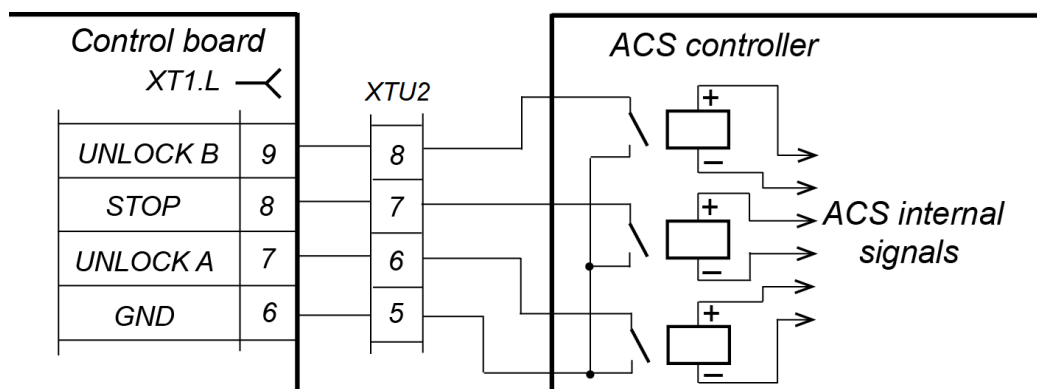 Control board
XT1.L
XTU2
ACS controller
UNLOCK B 9 8
STOP 8 7
UNLOCK A 7 6
GND 6 5
+
−
+
−
+
−
ACS internal
signals